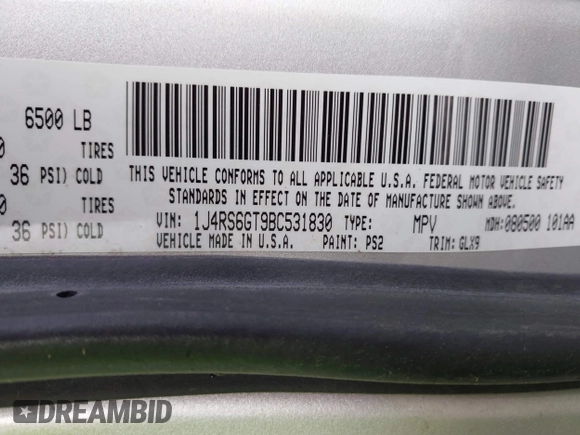 6500 LB
0 TIRES
36 PSI) COLD
0 TIRES
36 PSI) COLD
THIS VEHICLE CONFORMS TO ALL APPLICABLE U.S.A. FEDERAL MOTOR VEHICLE SAFETY
STANDARDS IN EFFECT ON THE DATE OF MANUFACTURE SHOWN ABOVE.
VIN: 1J4RS6GT9BC531830 TYPE: MPV MDH: 080500 101AA
VEHICLE MADE IN U.S.A. PAINT: PS2 TRIM: GLX9
DREAMBID